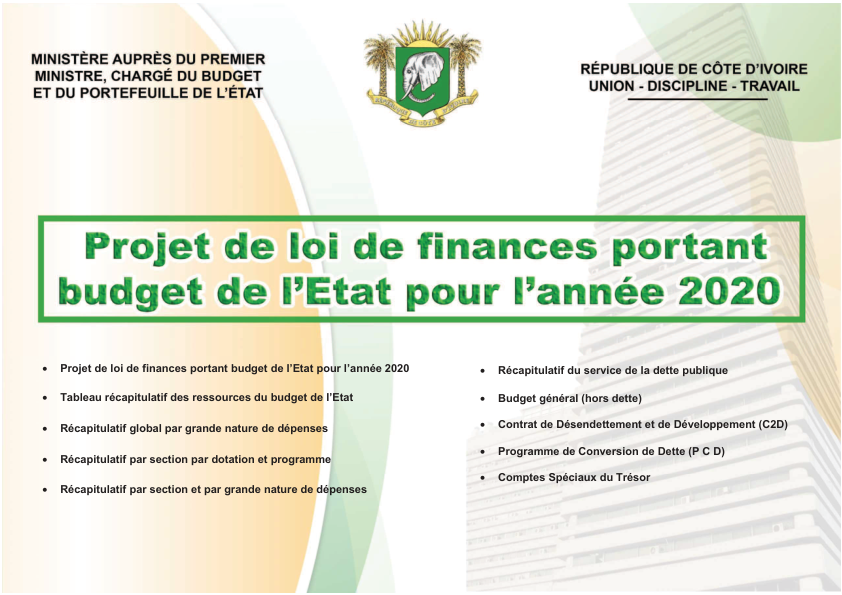 MINISTÈRE AUPRÈS DU PREMIER
MINISTRE, CHARGÉ DU BUDGET
ET DU PORTEFEUILLE DE L'ÉTAT
RÉPUBLIQUE DE CÔTE D'IVOIRE
UNION - DISCIPLINE - TRAVAIL
Projet de loi de finances portant
budget de l'Etat pour l'année 2020
• Projet de loi de finances portant budget de l'Etat pour l'année 2020
• Tableau récapitulatif des ressources du budget de l'Etat
• Récapitulatif global par grande nature de dépenses
• Récapitulatif par section par dotation et programme
• Récapitulatif par section et par grande nature de dépenses
• Récapitulatif du service de la dette publique
• Budget général (hors dette)
• Contrat de Désendettement et de Développement (C2D)
• Programme de Conversion de Dette (P C D)
• Comptes Spéciaux du Trésor